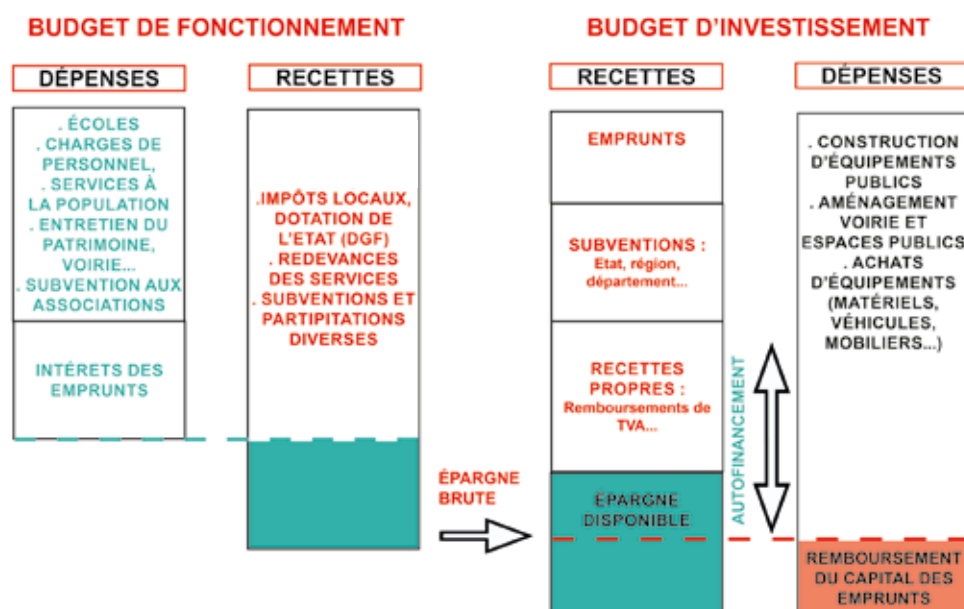 BUDGET DE FONCTIONNEMENT
DÉPENSES
. ÉCOLES
. CHARGES DE
PERSONNEL,
. SERVICES À
LA POPULATION
. ENTRETIEN DU
PATRIMOINE,
VOIRIE...
. SUBVENTION AUX
ASSOCIATIONS
INTÉRETS DES
EMPRUNTS
RECETTES
.IMPÔTS LOCAUX,
DOTATION DE
L'ETAT (DGF)
. REDEVANCES
DES SERVICES
. SUBVENTIONS ET
PARTIPITATIONS
DIVERSES
ÉPARGNE
BRUTE
BUDGET D'INVESTISSEMENT
RECETTES
EMPRUNTS
SUBVENTIONS :
Etat, région,
département...
RECETTES
PROPRES :
Remboursements de
TVA...
ÉPARGNE
DISPONIBLE
AUTOFINANCEMENT
DÉPENSES
. CONSTRUCTION
D'ÉQUIPEMENTS
PUBLICS
. AMÉNAGEMENT
VOIRIE ET
ESPACES PUBLICS
. ACHATS
D'ÉQUIPEMENTS
(MATÉRIELS,
VÉHICULES,
MOBILIERS...)
REMBOURSEMENT
DU CAPITAL DES
EMPRUNTS